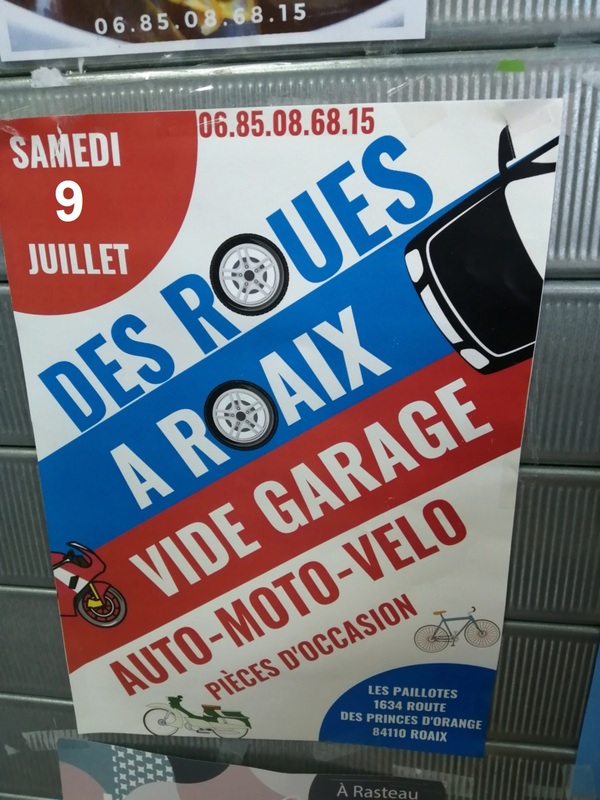 06.85.08.68.15
06.85.08.68.15
SAMEDI
9
JUILLET
DES ROUES
A ROAIX
VIDE GARAGE
AUTO-MOTO-VELO
PIÈCES D'OCCASION
LES PAILLOTES
1634 ROUTE
DES PRINCES D'ORANGE
84110 ROAIX
À Rasteau